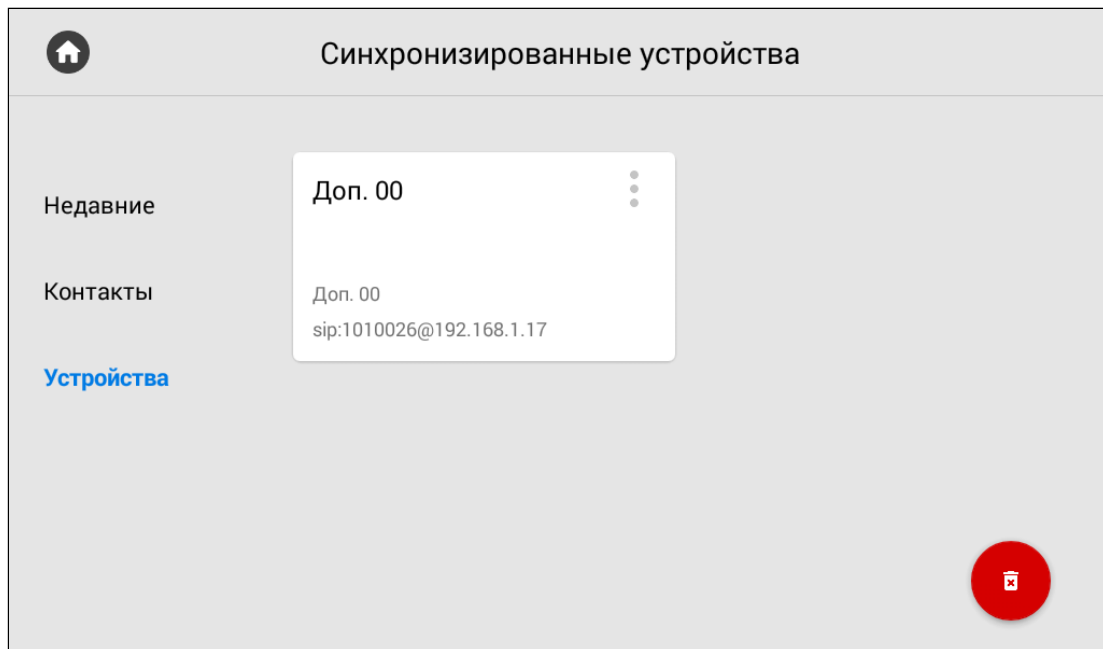 Синхронизированные устройства
Недавние
Контакты
Устройства
Доп. 00
Доп. 00
sip:1010026@192.168.1.17